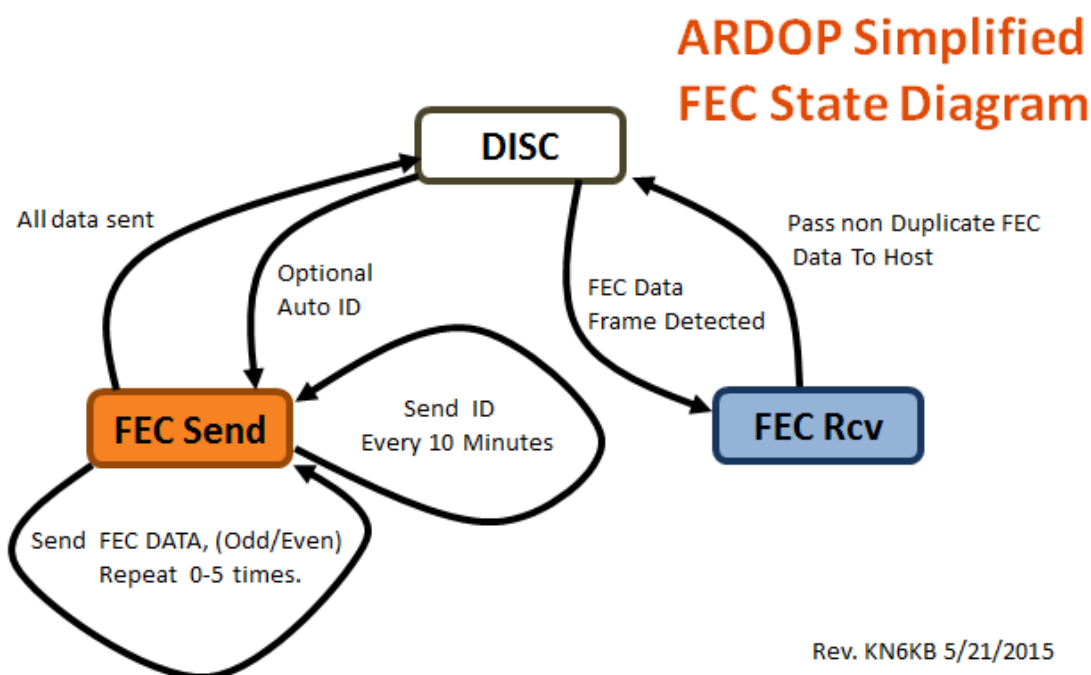 ARDOP Simplified
FEC State Diagram
DISC
All data sent
Pass non Duplicate FEC
Data To Host
Optional
Auto ID
FEC Data
Frame Detected
FEC Send
Send ID
Every 10 Minutes
FEC Rcv
Send FEC DATA, (Odd/Even)
Repeat 0-5 times.
Rev. KN6KB 5/21/2015